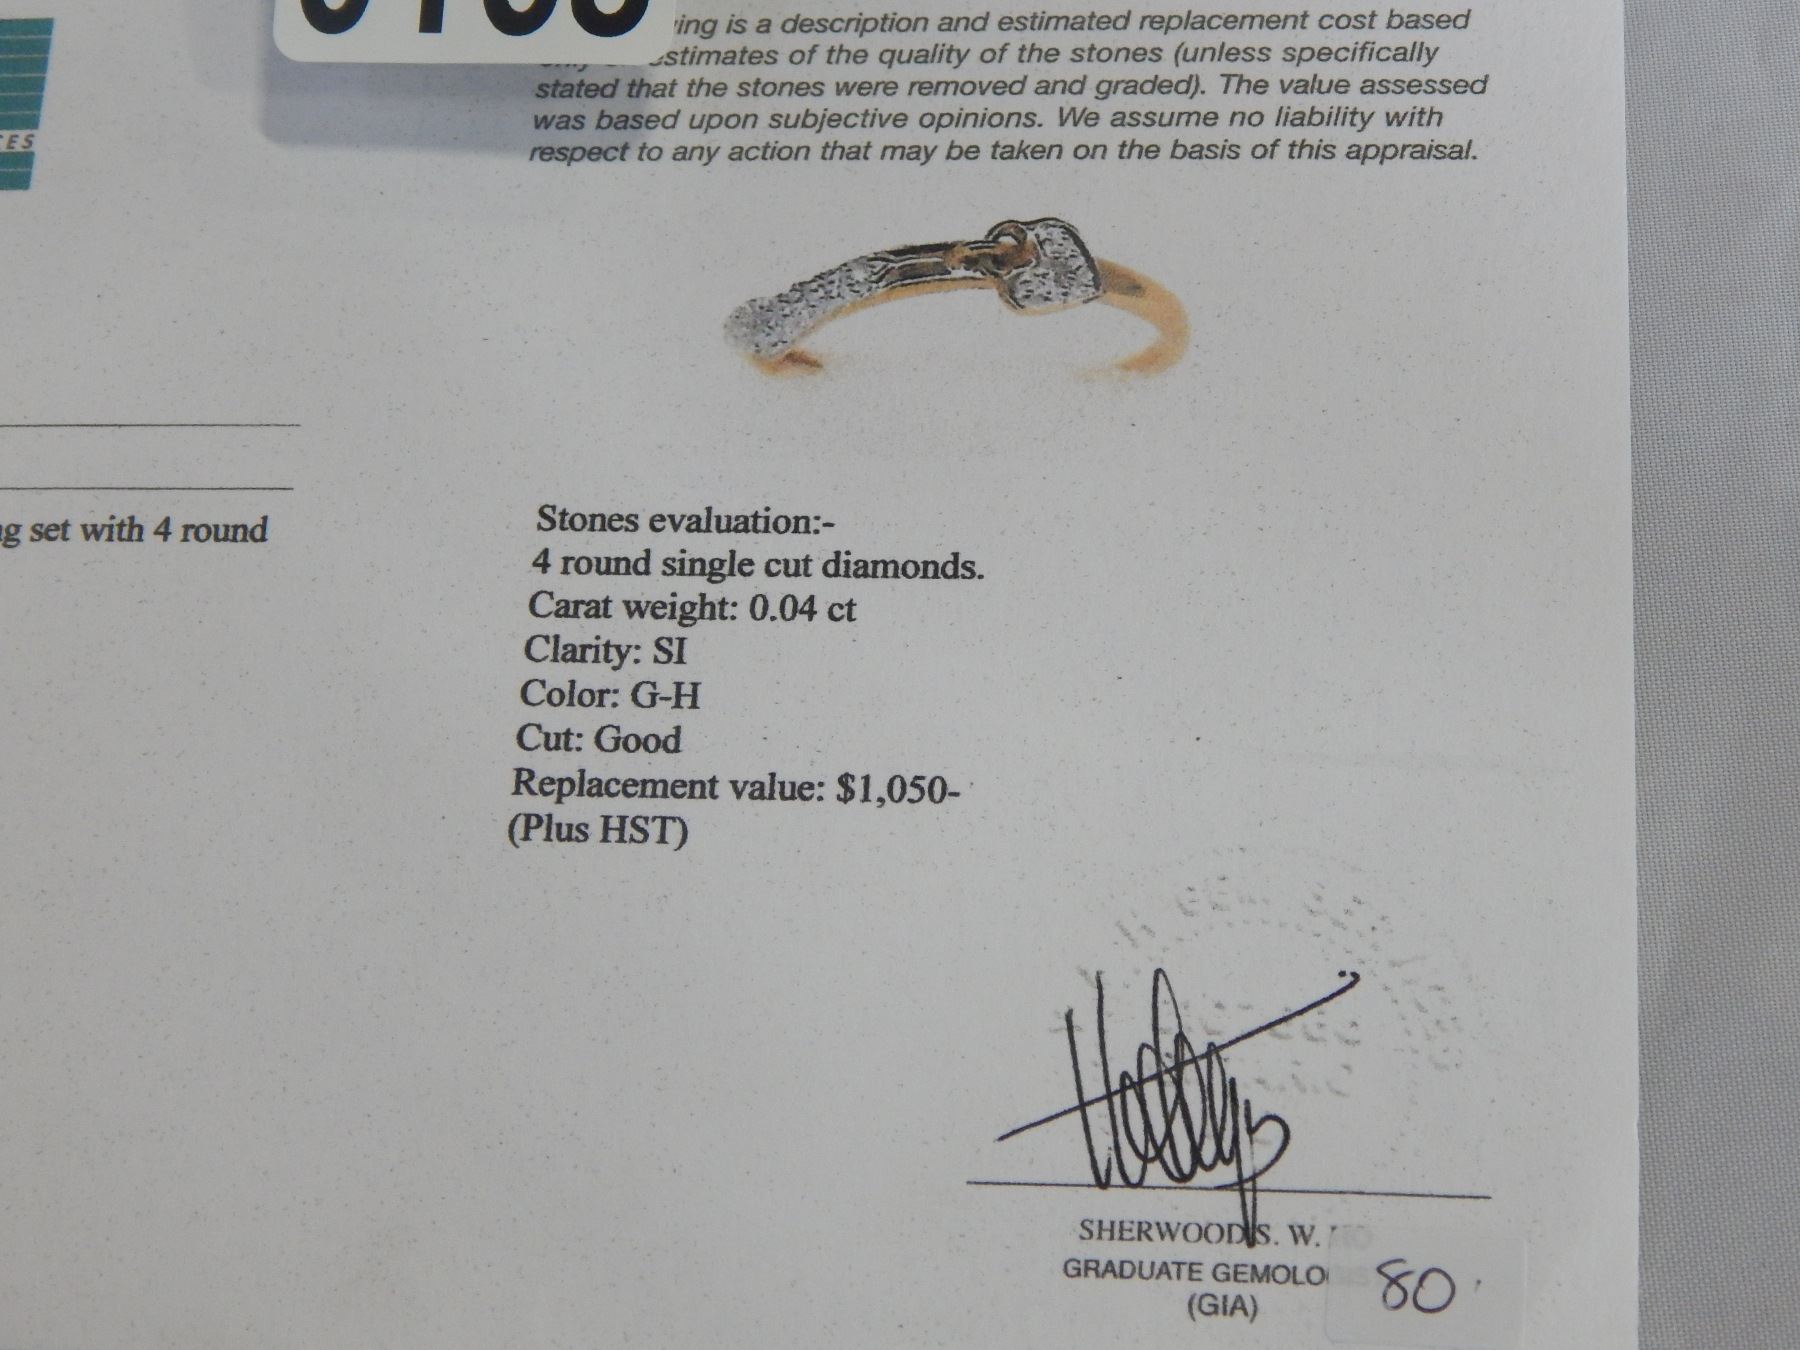 ing is a description and estimated replacement cost based
estimates of the quality of the stones (unless specifically
stated that the stones were removed and graded). The value assessed
was based upon subjective opinions. We assume no liability with
respect to any action that may be taken on the basis of this appraisal.
CES
g set with 4 round
Stones evaluation:-
4 round single cut diamonds.
Carat weight: 0.04 ct
Clarity: SI
Color: G-H
Cut: Good
Replacement value: $1,050-
(Plus HST)
SHERWOOD S. W.
GRADUATE GEMOLO
(GIA)
80